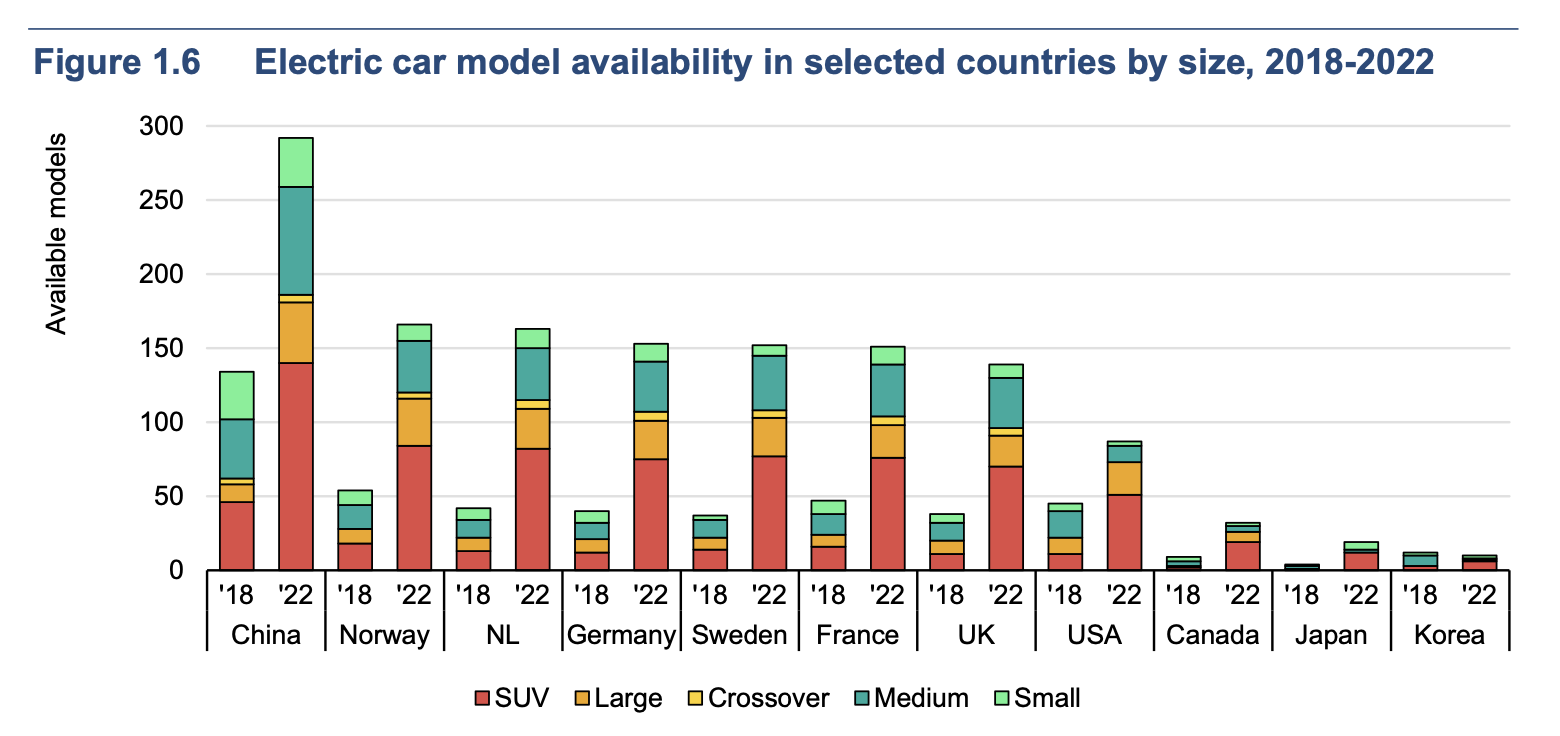 Figure 1.6 Electric car model availability in selected countries by size, 2018-2022
Available models
300
250
200
150
100
50
0
'18 '22 '18 '22 '18 '22 '18 '22 '18 '22 '18 '22 '18 '22 '18 '22 '18 '22 '18 '22 '18 '22
China Norway NL Germany Sweden France UK USA Canada Japan Korea
SUV Large Crossover Medium Small